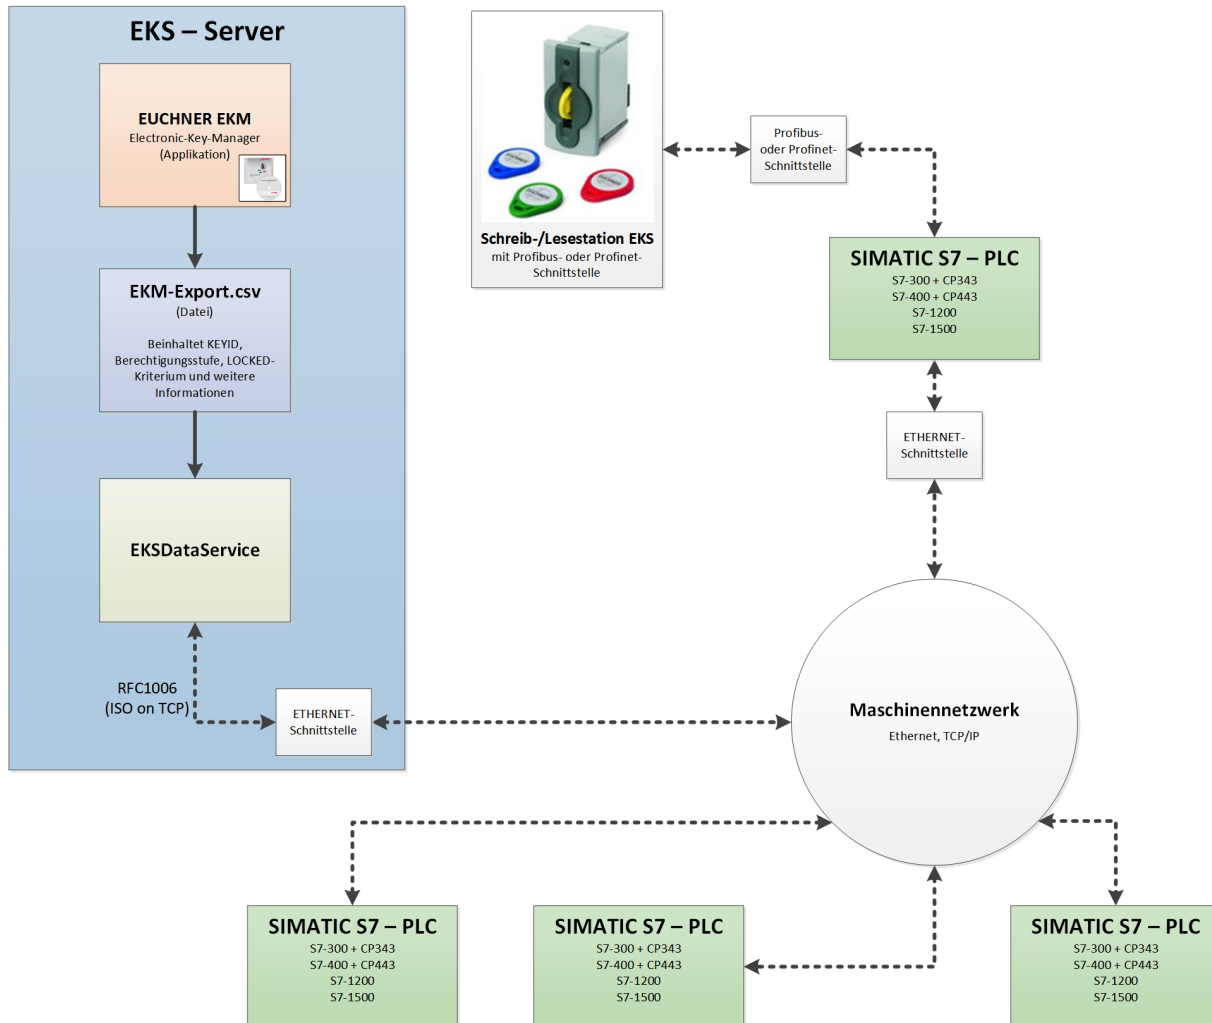 EKS – Server
EUCHNER EKM
Electronic-Key-Manager
(Applikation)
EKM-Export.csv
(Datei)
Beinhaltet KEYID,
Berechtigungsstufe, LOCKED-
Kriterium und weitere
Informationen
EKSDataService
RFC1006
(ISO on TCP)
ETHERNET-
Schnittstelle
Schreib-/Lesestation EKS
mit Profibus- oder Profinet-
Schnittstelle
Profibus-
oder Profinet-
Schnittstelle
SIMATIC S7 – PLC
S7-300 + CP343
S7-400 + CP443
S7-1200
S7-1500
ETHERNET-
Schnittstelle
Maschinennetzwerk
Ethernet, TCP/IP
SIMATIC S7 – PLC
S7-300 + CP343
S7-400 + CP443
S7-1200
S7-1500
SIMATIC S7 – PLC
S7-300 + CP343
S7-400 + CP443
S7-1200
S7-1500
SIMATIC S7 – PLC
S7-300 + CP343
S7-400 + CP443
S7-1200
S7-1500